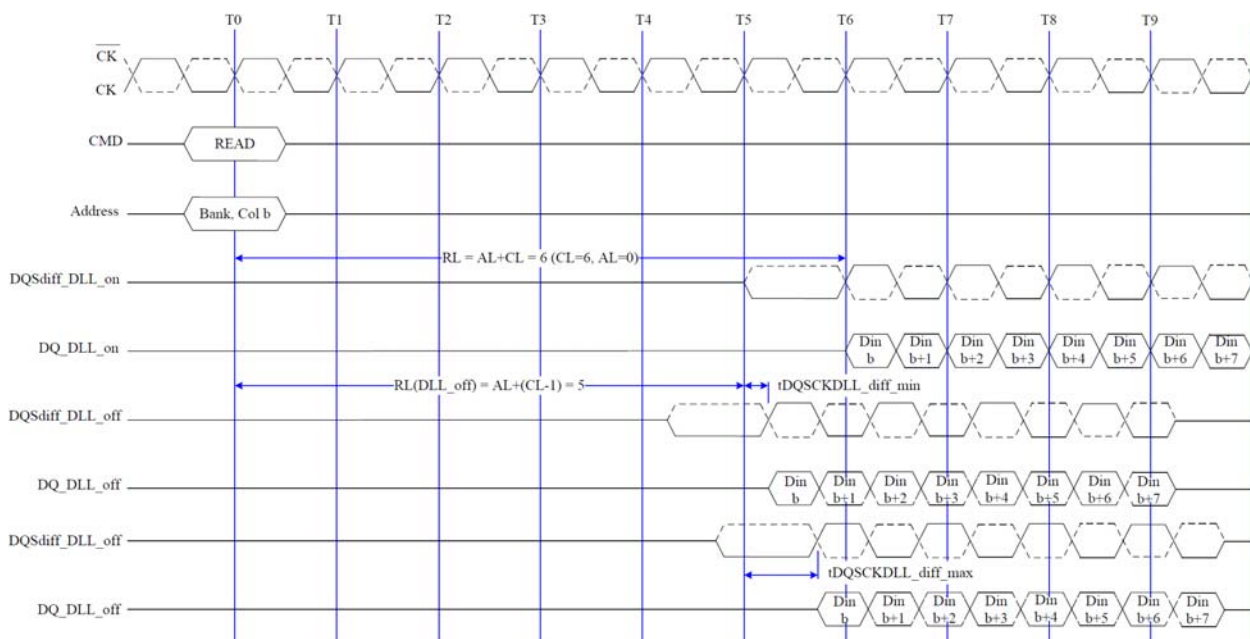 T0 T1 T2 T3 T4 T5 T6 T7 T8 T9
CK
CK
CMD READ
Address Bank, Col b
RL = AL+CL = 6 (CL=6, AL=0)
DQSdiff_DLL_on
DQ_DLL_on Din b Din b+1 Din b+2 Din b+3 Din b+4 Din b+5 Din b+6 Din b+7
RL(DLL_off) = AL+(CL-1) = 5 tDQSCKDLL_diff_min
DQSdiff_DLL_off
DQ_DLL_off Din b Din b+1 Din b+2 Din b+3 Din b+4 Din b+5 Din b+6 Din b+7
DQSdiff_DLL_off
tDQSCKDLL_diff_max
DQ_DLL_off Din b Din b+1 Din b+2 Din b+3 Din b+4 Din b+5 Din b+6 Din b+7